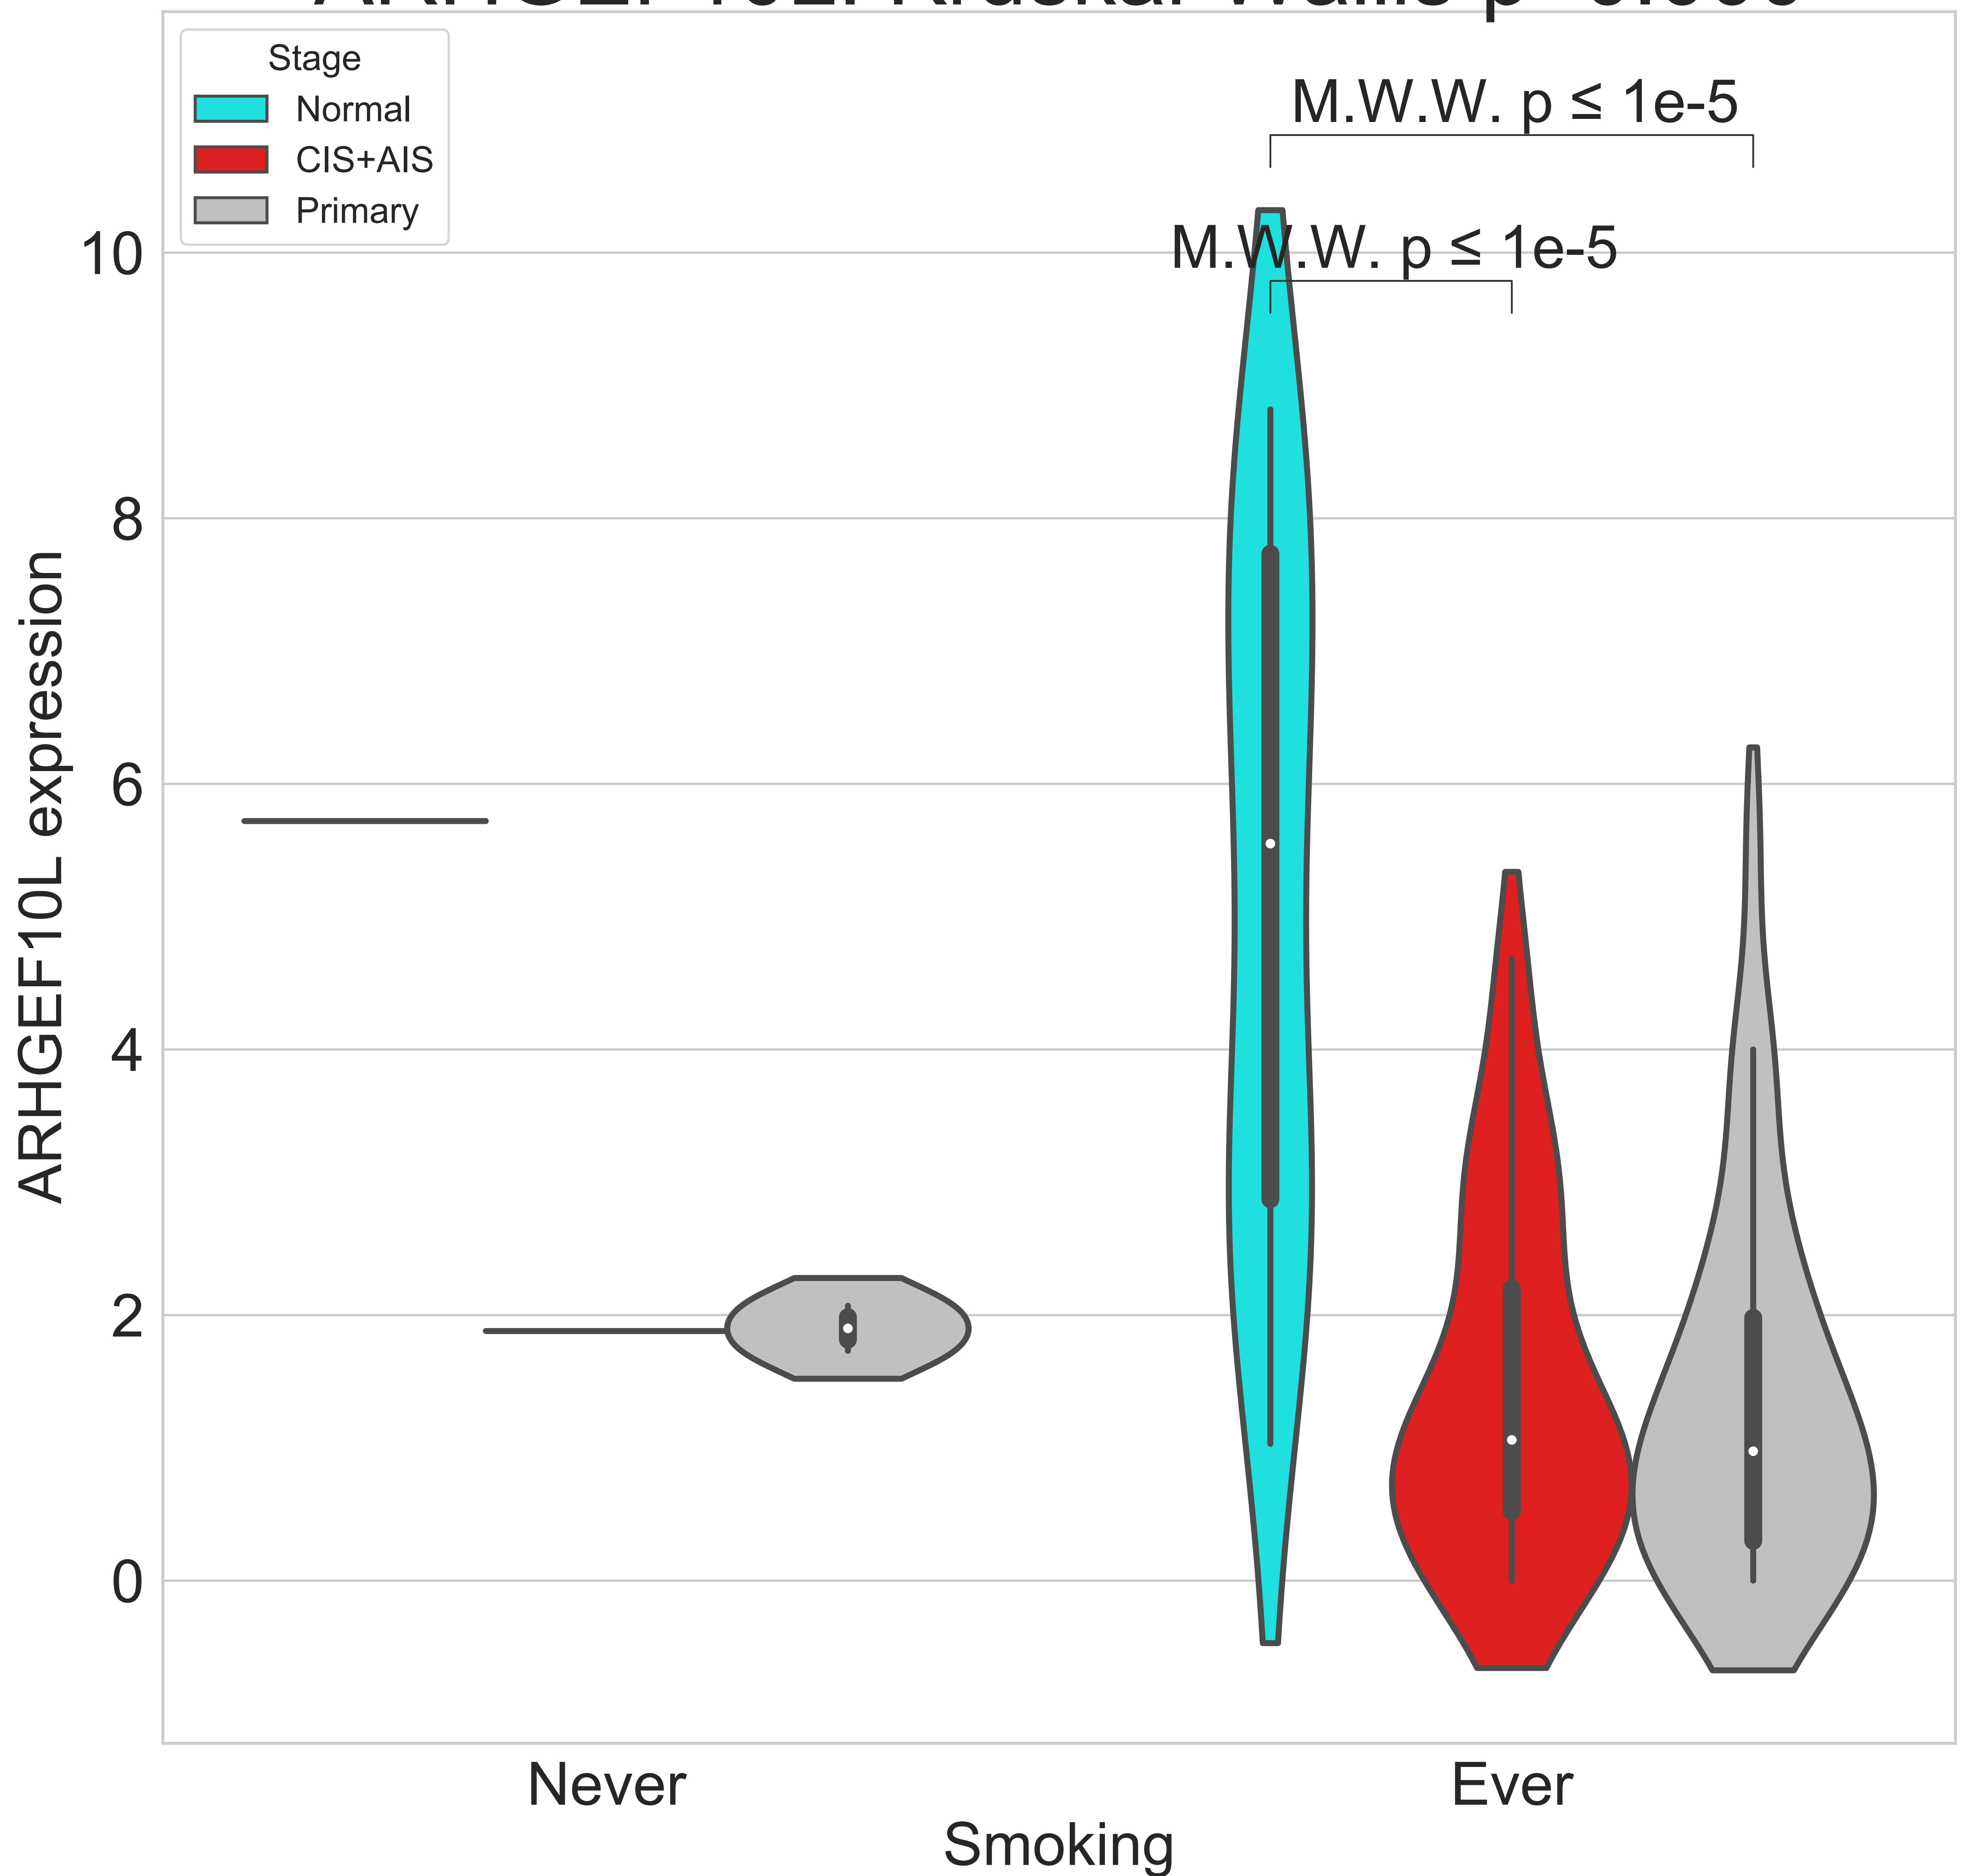 Stage
Normal
CIS+AIS
Primary
M.W.W. p ≤ 1e-5
M.W.W. p ≤ 1e-5
10
8
6
4
2
0
ARHGEF10L expression
Never
Ever
Smoking